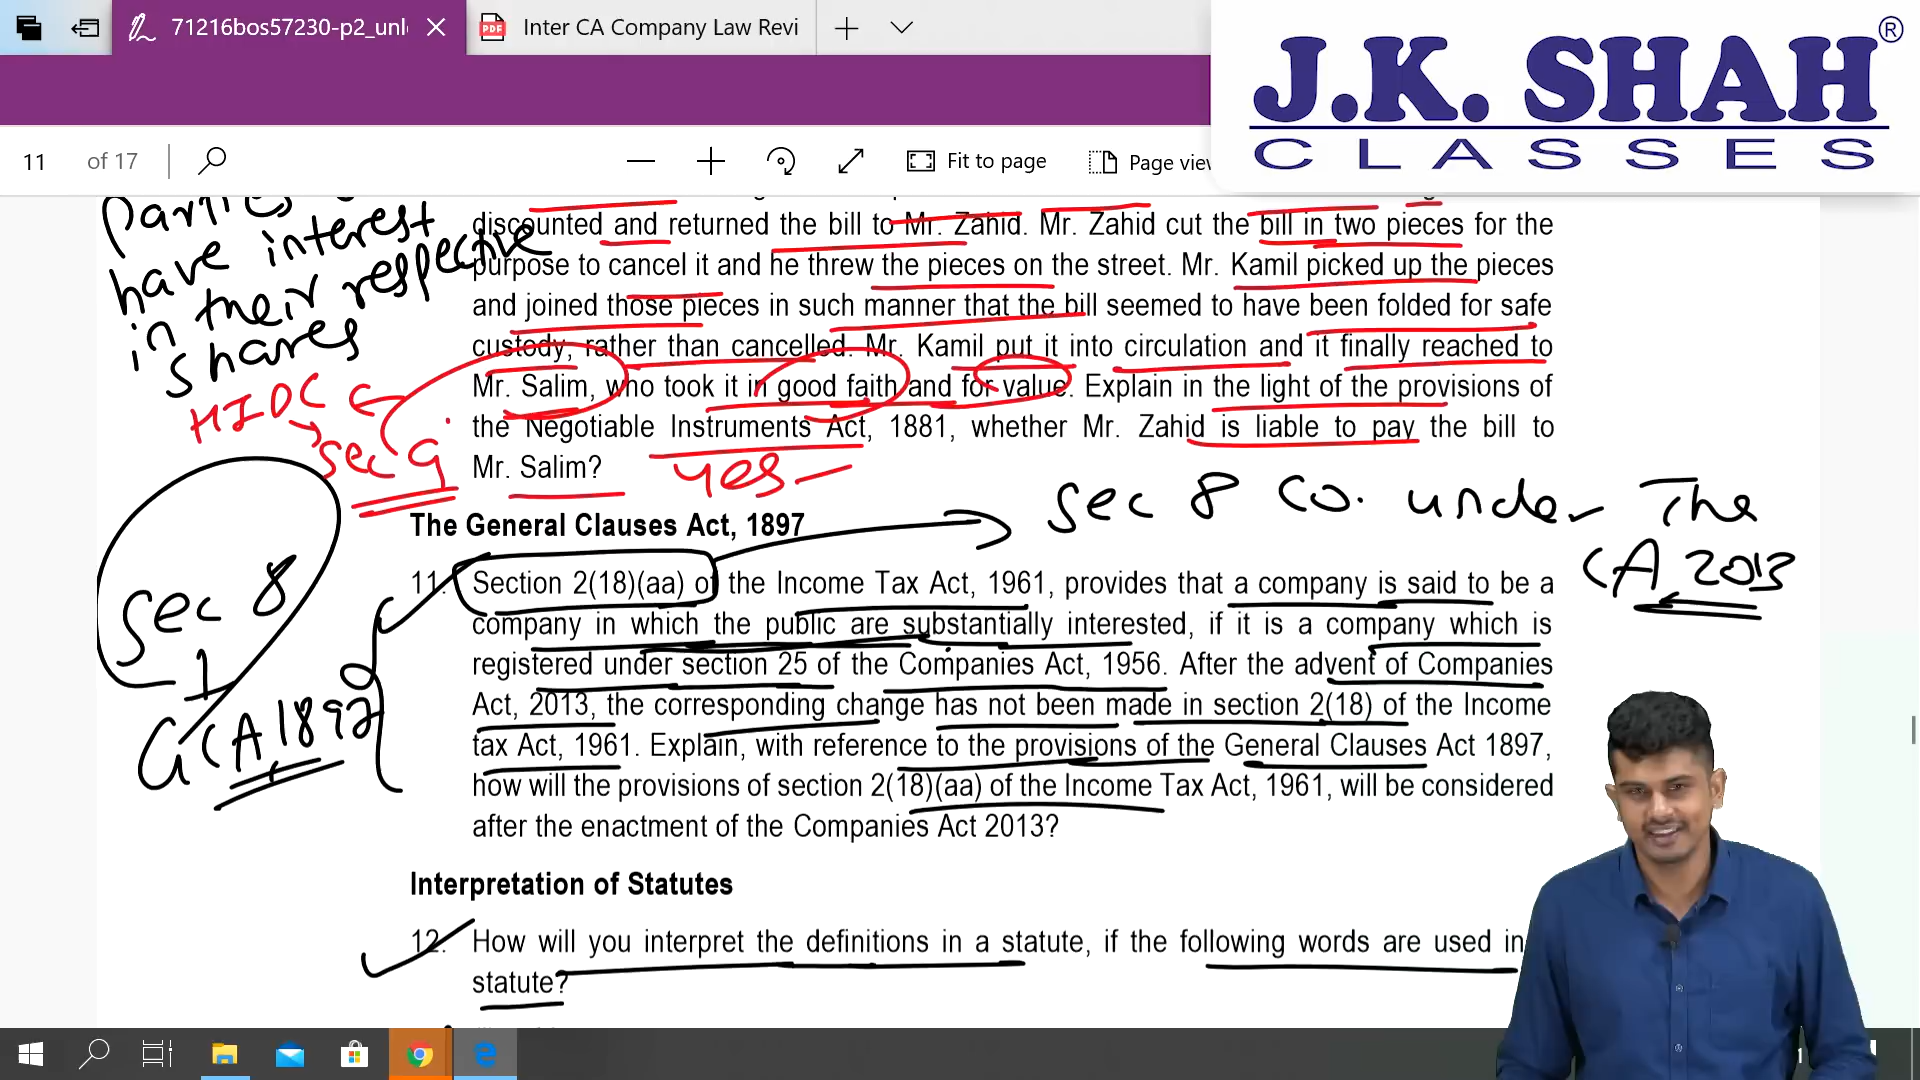 71216bos57230-p2_unl
Inter CA Company Law Revi
J.K. SHAH
®
CLASSES
11 of 17
Fit to page
Page view
have interest
in their respective
shares
discounted and returned the bill to Mr. Zahid. Mr. Zahid cut the bill in two pieces for the
purpose to cancel it and he threw the pieces on the street. Mr. Kamil picked up the pieces
and joined those pieces in such manner that the bill seemed to have been folded for safe
custody, rather than cancelled. Mr. Kamil put it into circulation and it finally reached to
Mr. Salim, who took it in good faith and for value. Explain in the light of the provisions of
the Negotiable Instruments Act, 1881, whether Mr. Zahid is liable to pay the bill to
Mr. Salim?
HIDC
sec 9
yes
The General Clauses Act, 1897
Sec 8 Co. under The
CA 2013
Sec 8
GCA, 1897
11. Section 2(18)(aa) of the Income Tax Act, 1961, provides that a company is said to be a
company in which the public are substantially interested, if it is a company which is
registered under section 25 of the Companies Act, 1956. After the advent of Companies
Act, 2013, the corresponding change has not been made in section 2(18) of the Income
tax Act, 1961. Explain, with reference to the provisions of the General Clauses Act 1897,
how will the provisions of section 2(18)(aa) of the Income Tax Act, 1961, will be considered
after the enactment of the Companies Act 2013?
Interpretation of Statutes
12. How will you interpret the definitions in a statute, if the following words are used in
statute?